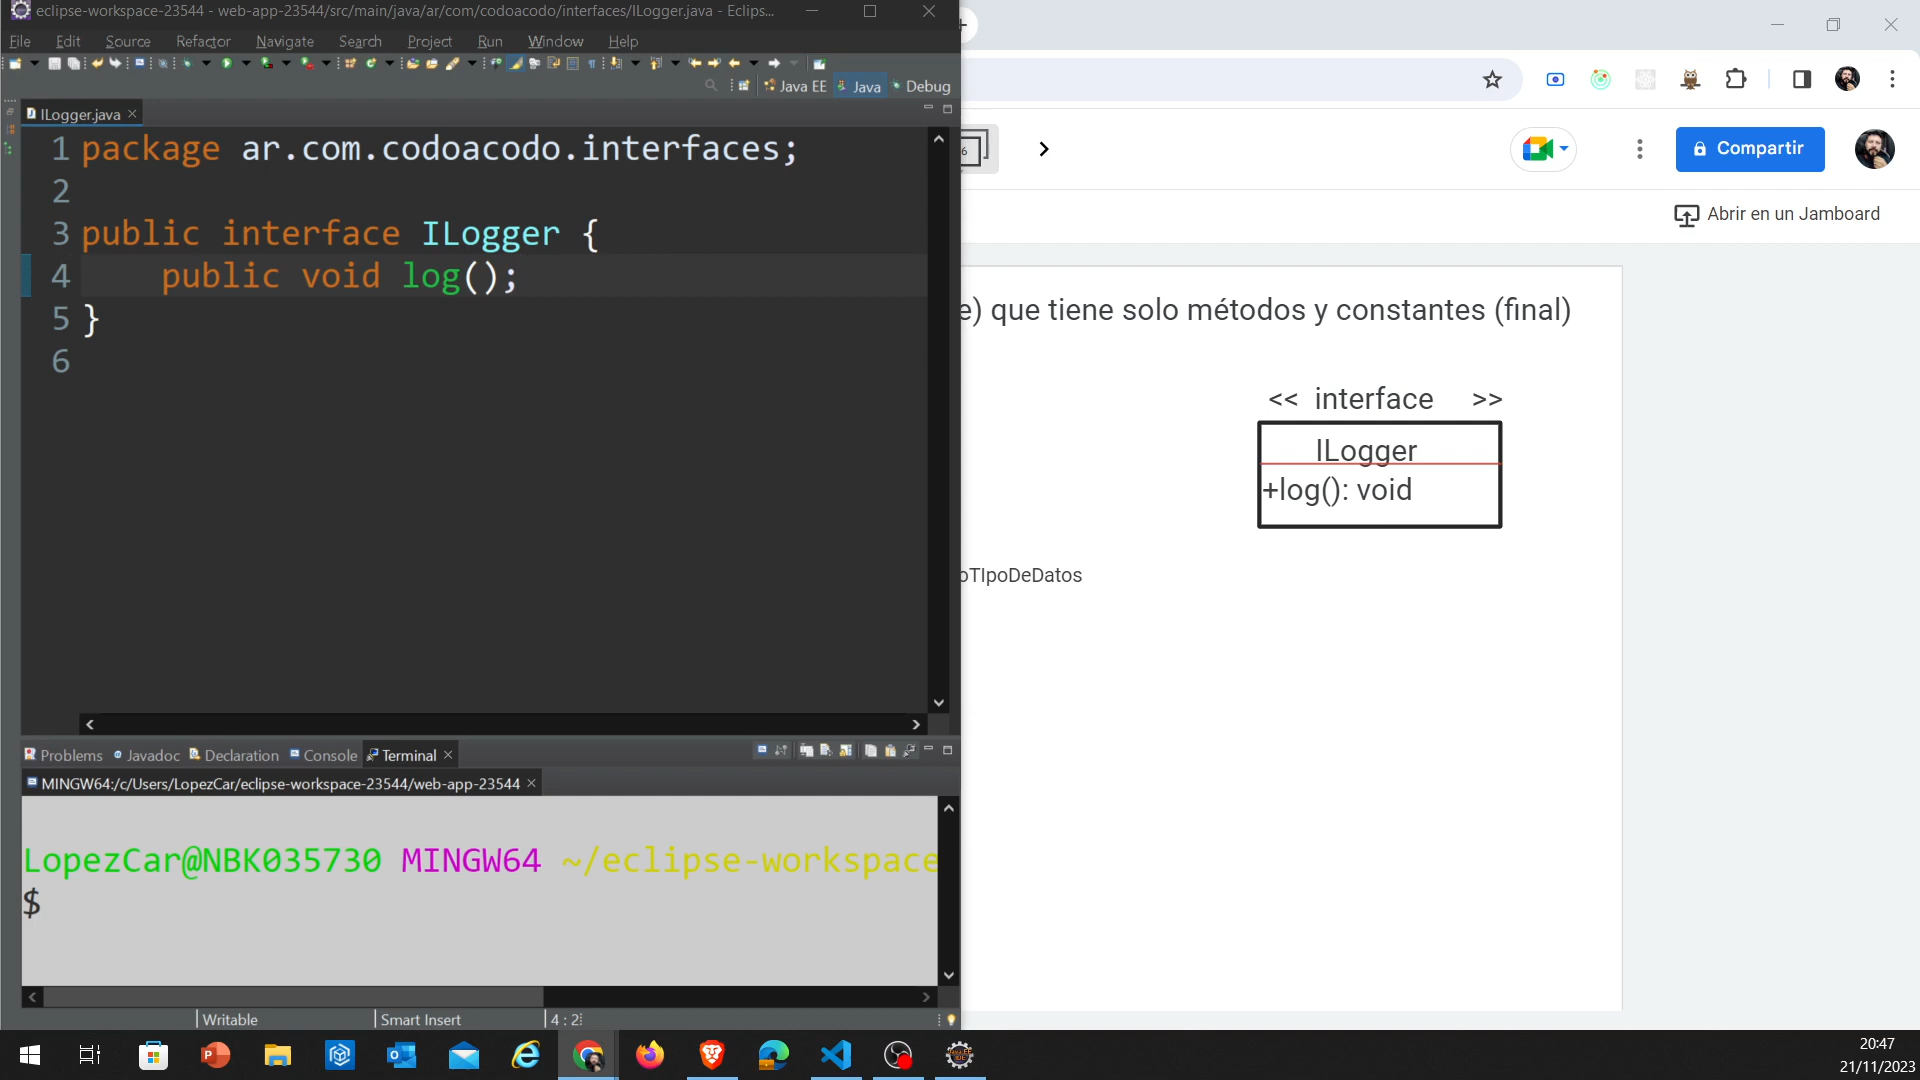 eclipse-workspace-23544 - web-app-23544/src/main/java/ar/com/codoacodo/interfaces/ILogger.java - Eclips...
File Edit Source Refactor Navigate Search Project Run Window Help
Java EE Java Debug
ILogger.java
1 package ar.com.codoacodo.interfaces;
2
3 public interface ILogger {
4 public void log();
5 }
6
Problems Javadoc Declaration Console Terminal
MINGW64:/c/Users/LopezCar/eclipse-workspace-23544/web-app-23544
LopezCar@NBK035730 MINGW64 ~/eclipse-workspace
$
Writable Smart Insert 4 : 2
6
Compartir
Abrir en un Jamboard
e) que tiene solo métodos y constantes (final)
<< interface >>
ILogger
+log(): void
oTIpoDeDatos
20:47
21/11/2023